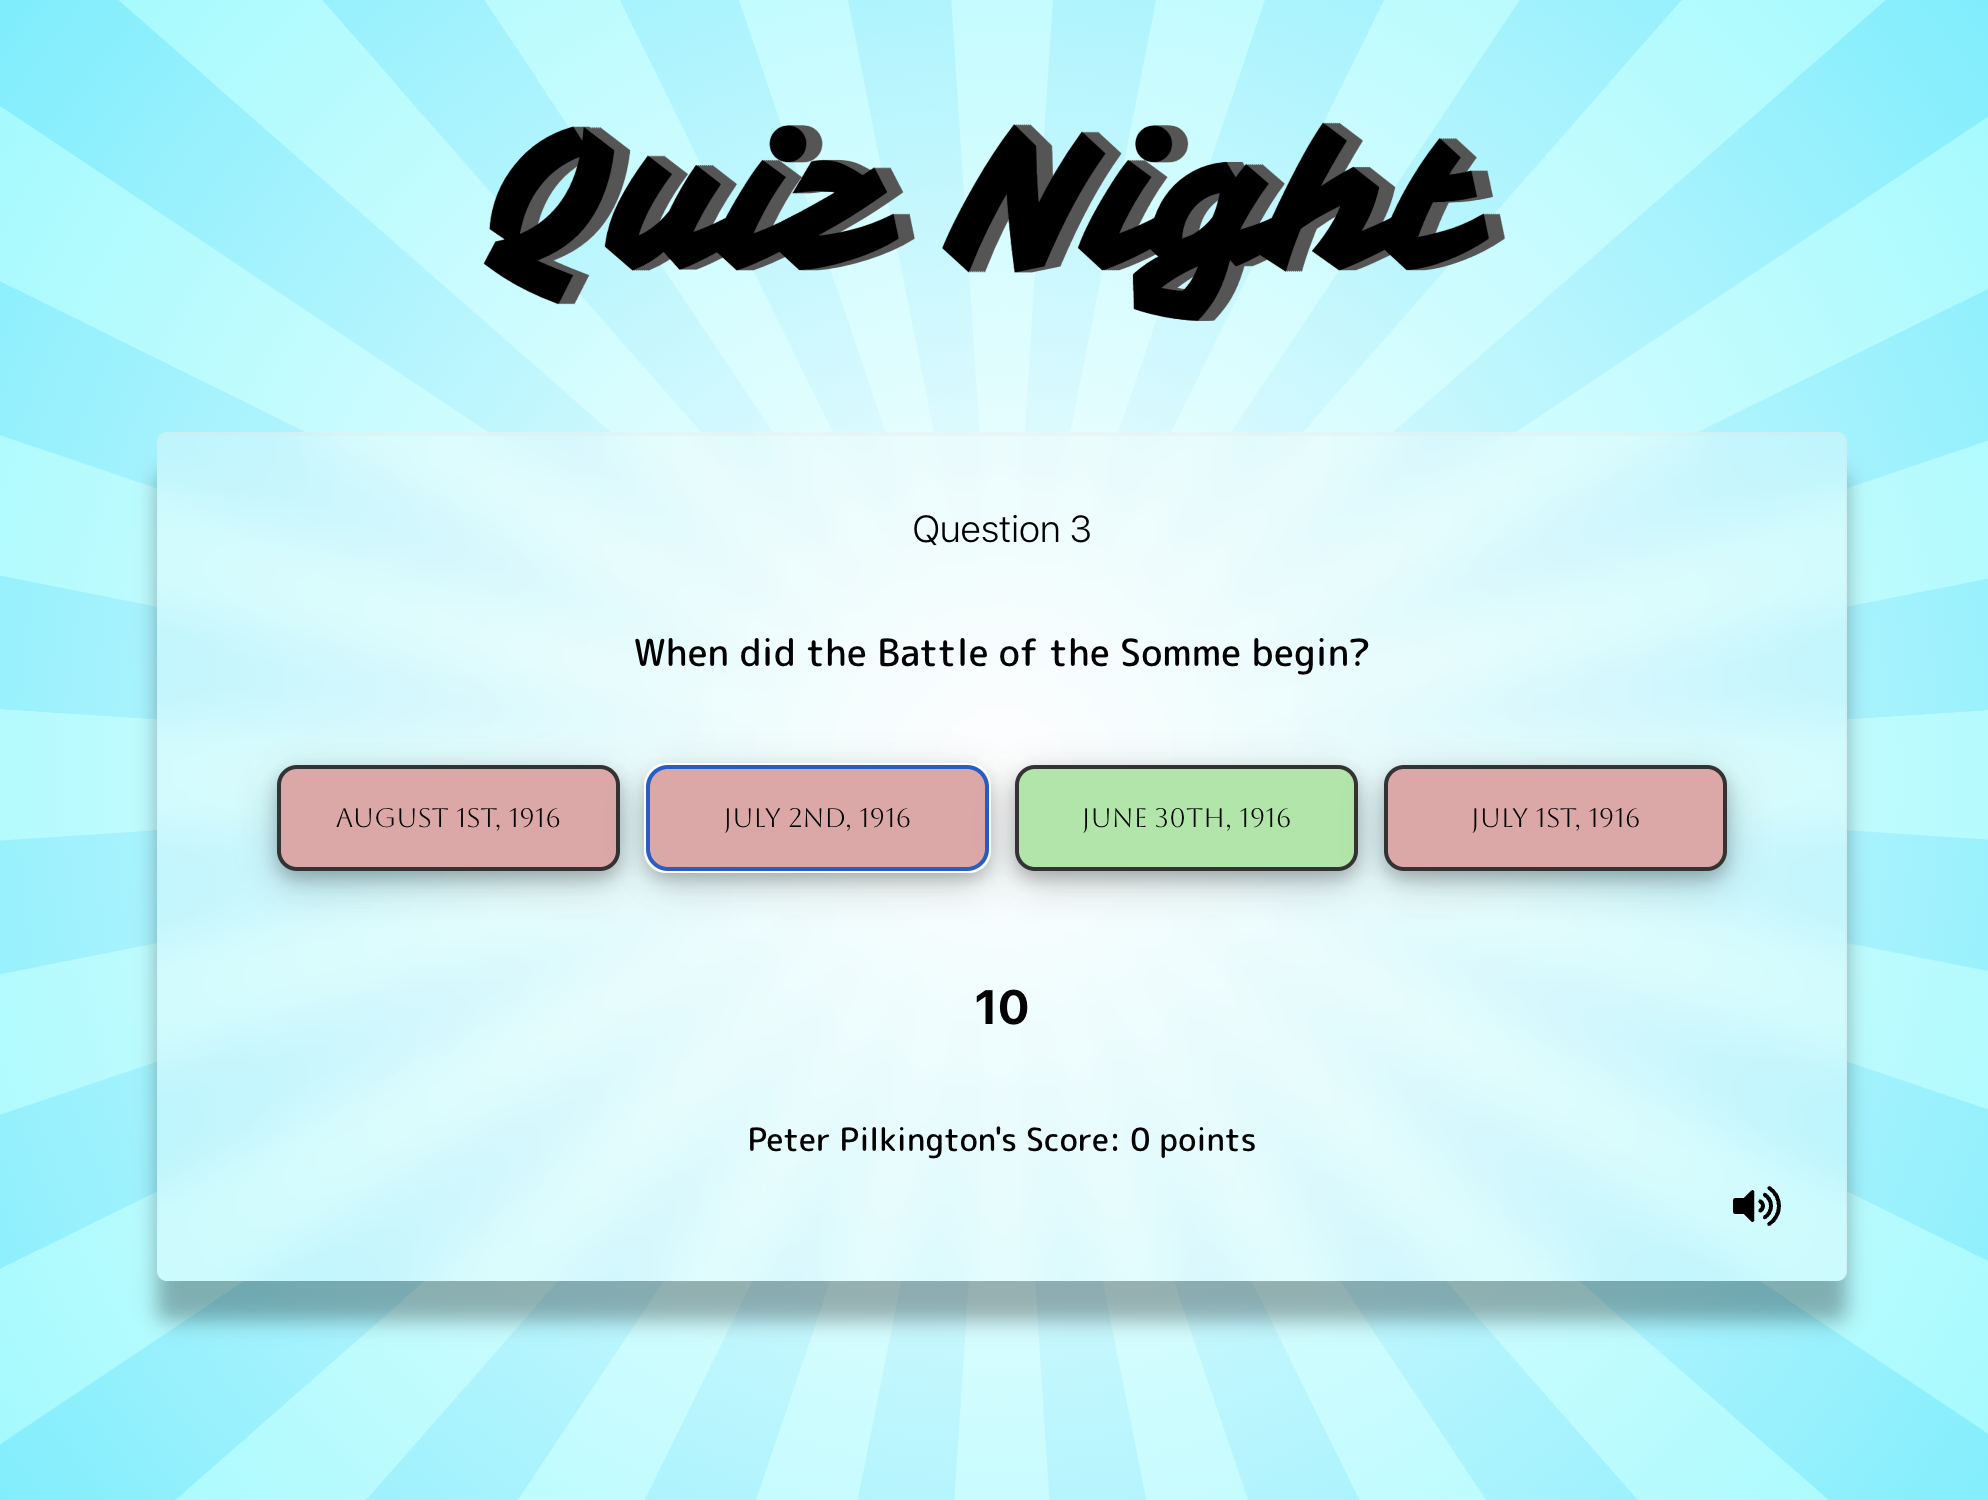 Quiz Night
Question 3
When did the Battle of the Somme begin?
AUGUST 1ST, 1916
JULY 2ND, 1916
JUNE 30TH, 1916
JULY 1ST, 1916
10
Peter Pilkington's Score: 0 points